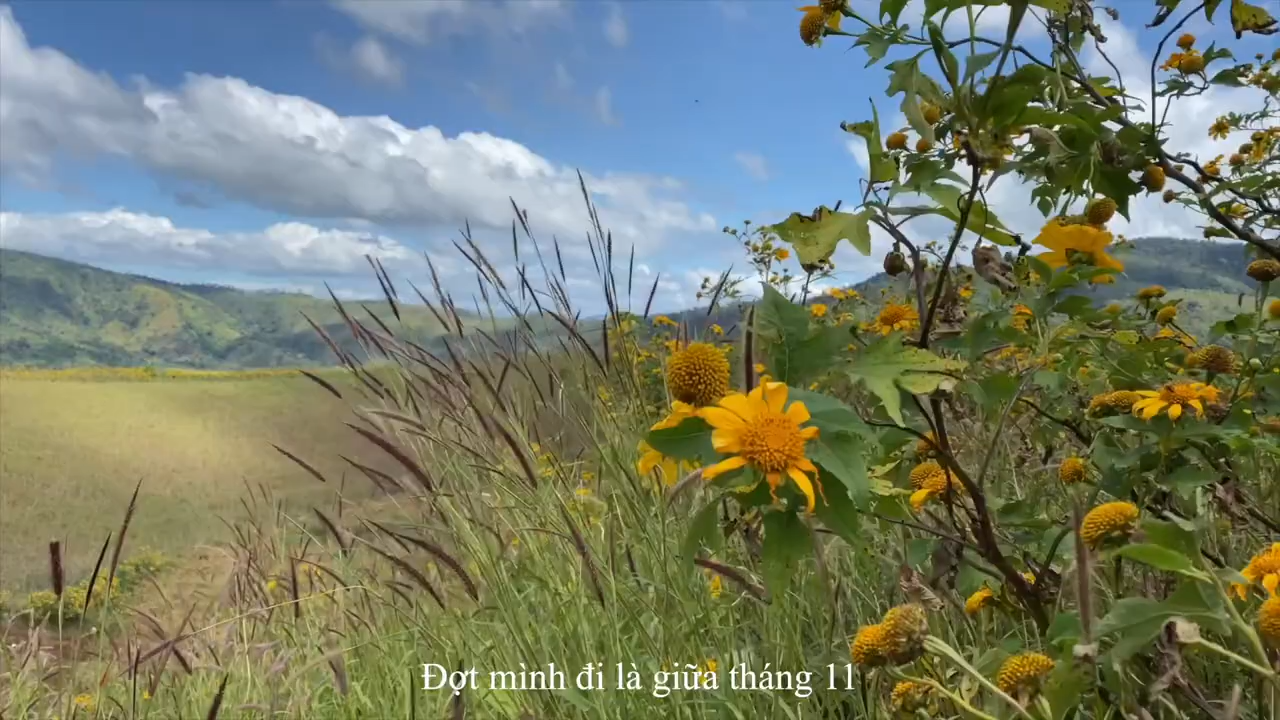 Đợt mình đi là giữa tháng 11